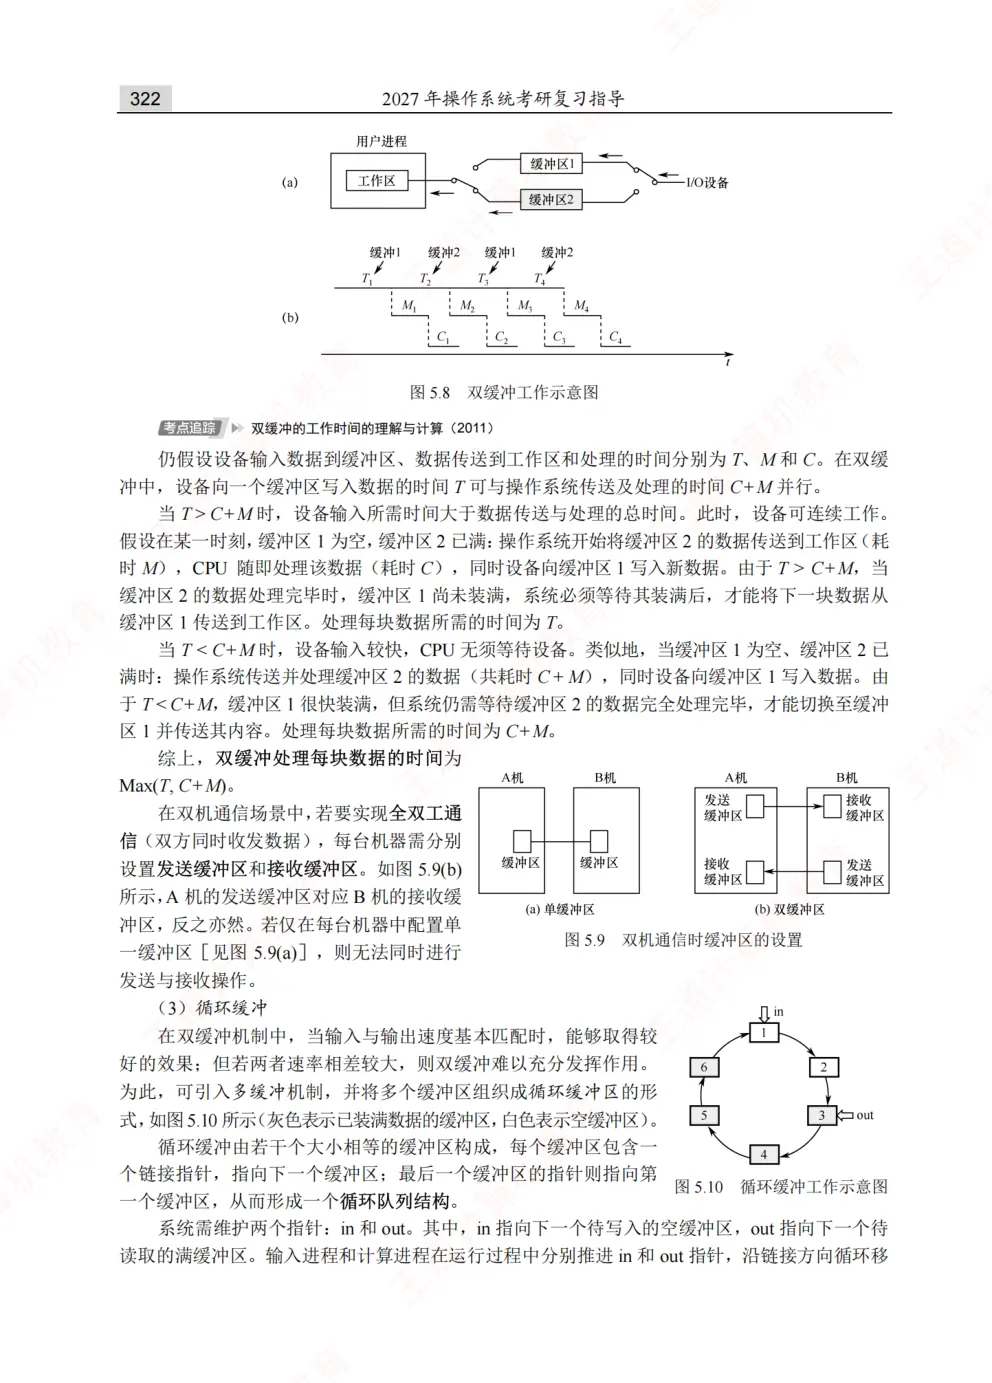 322
2027 年操作系统考研复习指导
用户进程
(a)
工作区
缓冲区1
缓冲区2
I/O设备
缓冲1 缓冲2 缓冲1 缓冲2
T1 T2 T3 T4
(b)
M1 M2 M3 M4
C1 C2 C3 C4
t
图 5.8 双缓冲工作示意图
考点追踪 双缓冲的工作时间的理解与计算（2011）
仍假设设备输入数据到缓冲区、数据传送到工作区和处理的时间分别为 T、M 和 C。在双缓
冲中，设备向一个缓冲区写入数据的时间 T 可与操作系统传送及处理的时间 C+M 并行。
当 T > C+M 时，设备输入所需时间大于数据传送与处理的总时间。此时，设备可连续工作。
假设在某一时刻，缓冲区 1 为空，缓冲区 2 已满：操作系统开始将缓冲区 2 的数据传送到工作区（耗
时 M），CPU 随即处理该数据（耗时 C），同时设备向缓冲区 1 写入新数据。由于 T > C+M，当
缓冲区 2 的数据处理完毕时，缓冲区 1 尚未装满，系统必须等待其装满后，才能将下一块数据从
缓冲区 1 传送到工作区。处理每块数据所需的时间为 T。
当 T < C+M 时，设备输入较快，CPU 无须等待设备。类似地，当缓冲区 1 为空、缓冲区 2 已
满时：操作系统传送并处理缓冲区 2 的数据（共耗时 C + M），同时设备向缓冲区 1 写入数据。由
于 T < C+M，缓冲区 1 很快装满，但系统仍需等待缓冲区 2 的数据完全处理完毕，才能切换至缓冲
区 1 并传送其内容。处理每块数据所需的时间为 C+M。
综上，双缓冲处理每块数据的时间为
Max(T, C+M)。
在双机通信场景中，若要实现全双工通
信（双方同时收发数据），每台机器需分别
设置发送缓冲区和接收缓冲区。如图 5.9(b)
所示，A 机的发送缓冲区对应 B 机的接收缓
冲区，反之亦然。若仅在每台机器中配置单
一缓冲区［见图 5.9(a)］，则无法同时进行
发送与接收操作。
A机 B机
缓冲区 缓冲区
(a) 单缓冲区
A机 B机
发送
缓冲区
接收
缓冲区
接收
缓冲区
发送
缓冲区
(b) 双缓冲区
图 5.9 双机通信时缓冲区的设置
（3）循环缓冲
在双缓冲机制中，当输入与输出速度基本匹配时，能够取得较
好的效果；但若两者速率相差较大，则双缓冲难以充分发挥作用。
为此，可引入多缓冲机制，并将多个缓冲区组织成循环缓冲区的形
式，如图 5.10 所示（灰色表示已装满数据的缓冲区，白色表示空缓冲区）。
循环缓冲由若干个大小相等的缓冲区构成，每个缓冲区包含一
个链接指针，指向下一个缓冲区；最后一个缓冲区的指针则指向第
一个缓冲区，从而形成一个循环队列结构。
in
1
6 2
5 3 out
4
图 5.10 循环缓冲工作示意图
系统需维护两个指针：in 和 out。其中，in 指向下一个待写入的空缓冲区，out 指向下一个待
读取的满缓冲区。输入进程和计算进程在运行过程中分别推进 in 和 out 指针，沿链接方向循环移